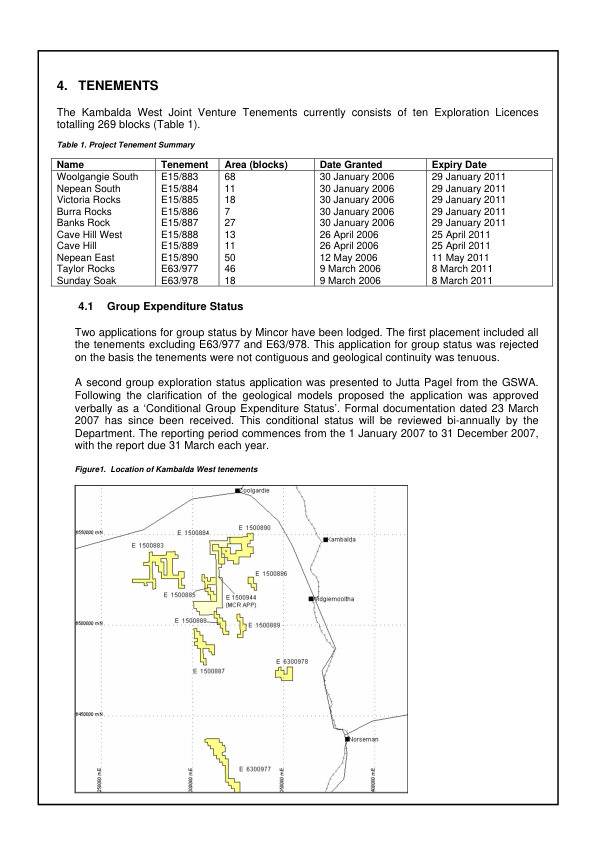 4. TENEMENTS
The Kambalda West Joint Venture Tenements currently consists of ten Exploration Licences
totalling 269 blocks (Table 1).
Table 1. Project Tenement Summary
Name Tenement Area (blocks) Date Granted Expiry Date
Woolgangie South E15/883 68 30 January 2006 29 January 2011
Nepean South E15/884 11 30 January 2006 29 January 2011
Victoria Rocks E15/885 18 30 January 2006 29 January 2011
Burra Rocks E15/886 7 30 January 2006 29 January 2011
Banks Rock E15/887 27 30 January 2006 29 January 2011
Cave Hill West E15/888 13 26 April 2006 25 April 2011
Cave Hill E15/889 11 26 April 2006 25 April 2011
Nepean East E15/890 50 12 May 2006 11 May 2011
Taylor Rocks E63/977 46 9 March 2006 8 March 2011
Sunday Soak E63/978 18 9 March 2006 8 March 2011
4.1 Group Expenditure Status
Two applications for group status by Mincor have been lodged. The first placement included all
the tenements excluding E63/977 and E63/978. This application for group status was rejected
on the basis the tenements were not contiguous and geological continuity was tenuous.
A second group exploration status application was presented to Jutta Pagel from the GSWA.
Following the clarification of the geological models proposed the application was approved
verbally as a ‘Conditional Group Expenditure Status’. Formal documentation dated 23 March
2007 has since been received. This conditional status will be reviewed bi-annually by the
Department. The reporting period commences from the 1 January 2007 to 31 December 2007,
with the report due 31 March each year.
Figure1. Location of Kambalda West tenements
Coolgardie
E 1500890
E 1500884
Kambalda
E 1500883
E 1500886
E 1500885
E 1500944
(MCR APP)
Widgiemooltha
E 1500888
E 1500889
E 6300978
E 1500887
Norseman
E 6300977